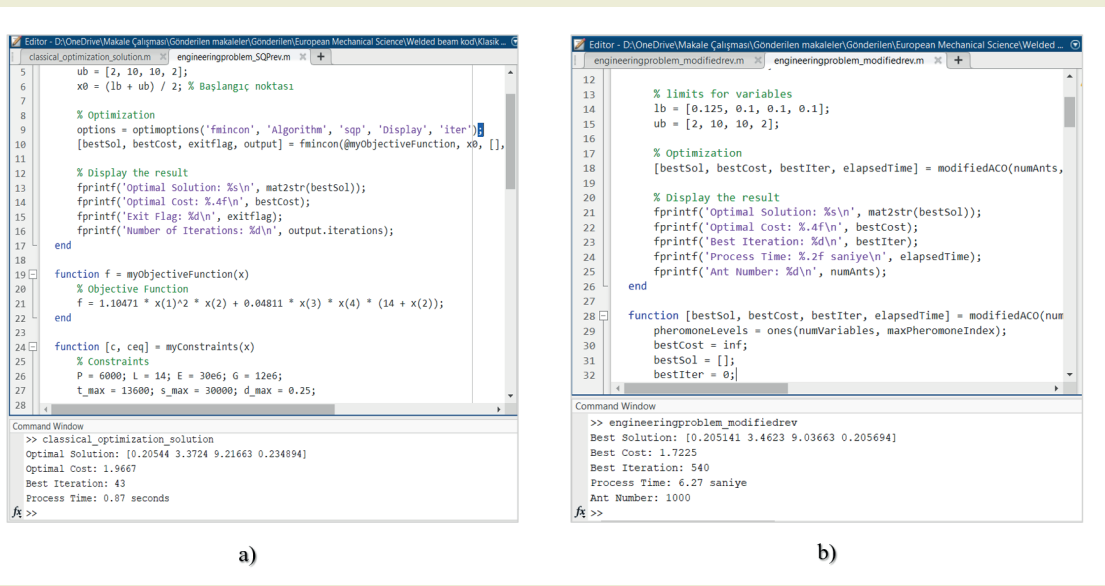 Editor - D:\OneDrive\Makale Çalışması\Gönderilen makaleler\Gönderilen\European Mechanical Science\Welded beam kod\Klasik ...
classical_optimization_solution.m × engineeringproblem_SQPrev.m × +
5 ub = [2, 10, 10, 2];
6 x0 = (lb + ub) / 2; % Başlangıç noktası
7
8 % Optimization
9 options = optimoptions('fmincon', 'Algorithm', 'sqp', 'Display', 'iter');
10 [bestSol, bestCost, exitflag, output] = fmincon(@myObjectiveFunction, x0, [],
11
12 % Display the result
13 fprintf('Optimal Solution: %s\n', mat2str(bestSol));
14 fprintf('Optimal Cost: %.4f\n', bestCost);
15 fprintf('Exit Flag: %d\n', exitflag);
16 fprintf('Number of Iterations: %d\n', output.iterations);
17 end
18
19 function f = myObjectiveFunction(x)
20 % Objective Function
21 f = 1.10471 * x(1)^2 * x(2) + 0.04811 * x(3) * x(4) * (14 + x(2));
22 end
23
24 function [c, ceq] = myConstraints(x)
25 % Constraints
26 P = 6000; L = 14; E = 30e6; G = 12e6;
27 t_max = 13600; s_max = 30000; d_max = 0.25;
28
Command Window
>> classical_optimization_solution
Optimal Solution: [0.20544 3.3724 9.21663 0.234894]
Optimal Cost: 1.9667
Best Iteration: 43
Process Time: 0.87 seconds
fx >>
a)
Editor - D:\OneDrive\Makale Çalışması\Gönderilen makaleler\Gönderilen\European Mechanical Science\Welded ...
engineeringproblem_modifiedrev.m × engineeringproblem_modifiedrev.m × +
12
13 % limits for variables
14 lb = [0.125, 0.1, 0.1, 0.1];
15 ub = [2, 10, 10, 2];
16
17 % Optimization
18 [bestSol, bestCost, bestIter, elapsedTime] = modifiedACO(numAnts,
19
20 % Display the result
21 fprintf('Optimal Solution: %s\n', mat2str(bestSol));
22 fprintf('Optimal Cost: %.4f\n', bestCost);
23 fprintf('Best Iteration: %d\n', bestIter);
24 fprintf('Process Time: %.2f saniye\n', elapsedTime);
25 fprintf('Ant Number: %d\n', numAnts);
26 end
27
28 function [bestSol, bestCost, bestIter, elapsedTime] = modifiedACO(num
29 pheromoneLevels = ones(numVariables, maxPheromoneIndex);
30 bestCost = inf;
31 bestSol = [];
32 bestIter = 0;
Command Window
>> engineeringproblem_modifiedrev
Best Solution: [0.205141 3.4623 9.03663 0.205694]
Best Cost: 1.7225
Best Iteration: 540
Process Time: 6.27 saniye
Ant Number: 1000
fx >>
b)